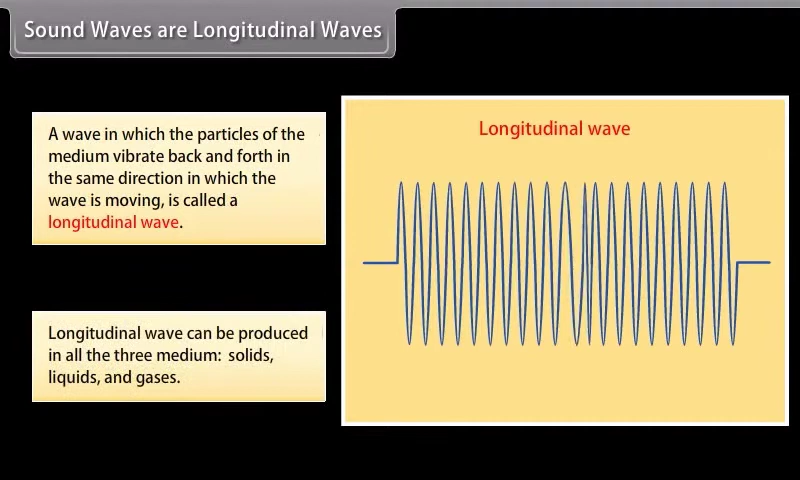 Sound Waves are Longitudinal Waves
A wave in which the particles of the
medium vibrate back and forth in
the same direction in which the
wave is moving, is called a
longitudinal wave.
Longitudinal wave can be produced
in all the three medium: solids,
liquids, and gases.
Longitudinal wave